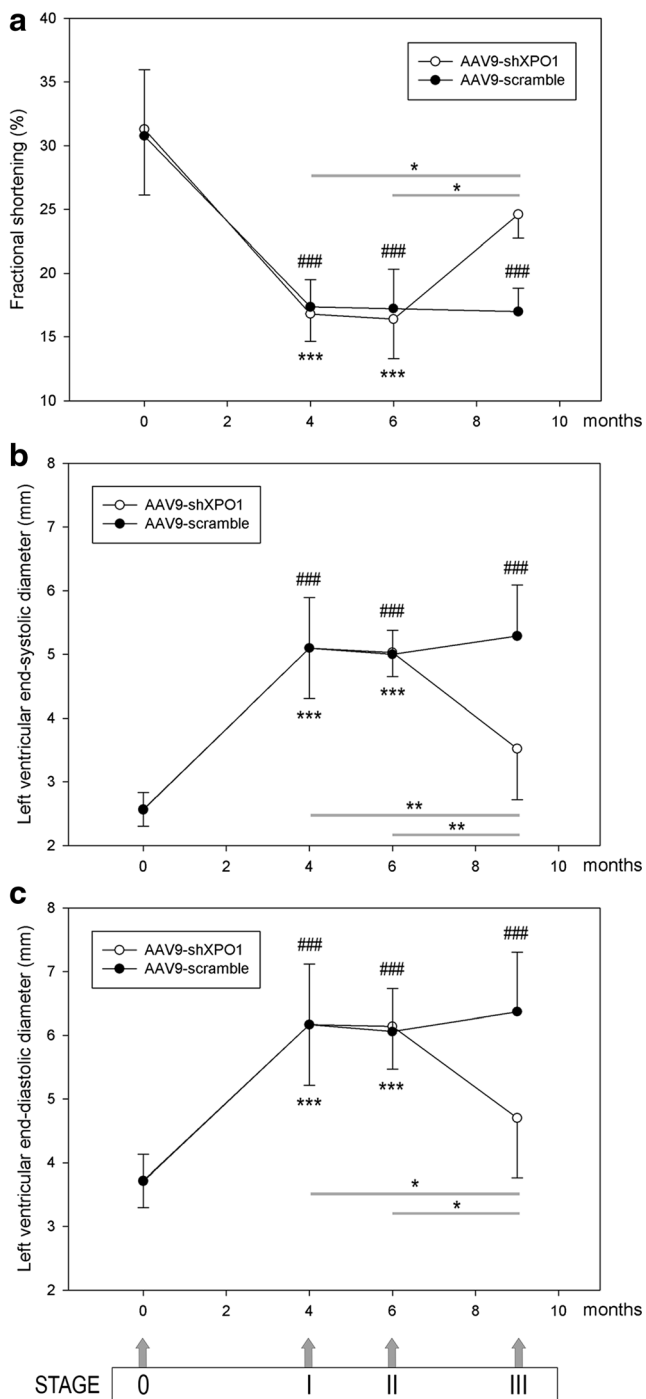 a
40
AAV9-shXPO1
AAV9-scramble
35
30
25
20
15
10
Fractional shortening (%)
*
*
###
###
###
***
***
0 2 4 6 8 10 months
b
8
AAV9-shXPO1
AAV9-scramble
7
6
5
4
3
2
Left ventricular end-systolic diameter (mm)
###
###
###
***
***
**
**
0 2 4 6 8 10 months
c
8
AAV9-shXPO1
AAV9-scramble
7
6
5
4
3
2
Left ventricular end-diastolic diameter (mm)
###
###
###
***
***
*
*
0 2 4 6 8 10 months
STAGE 0 I II III